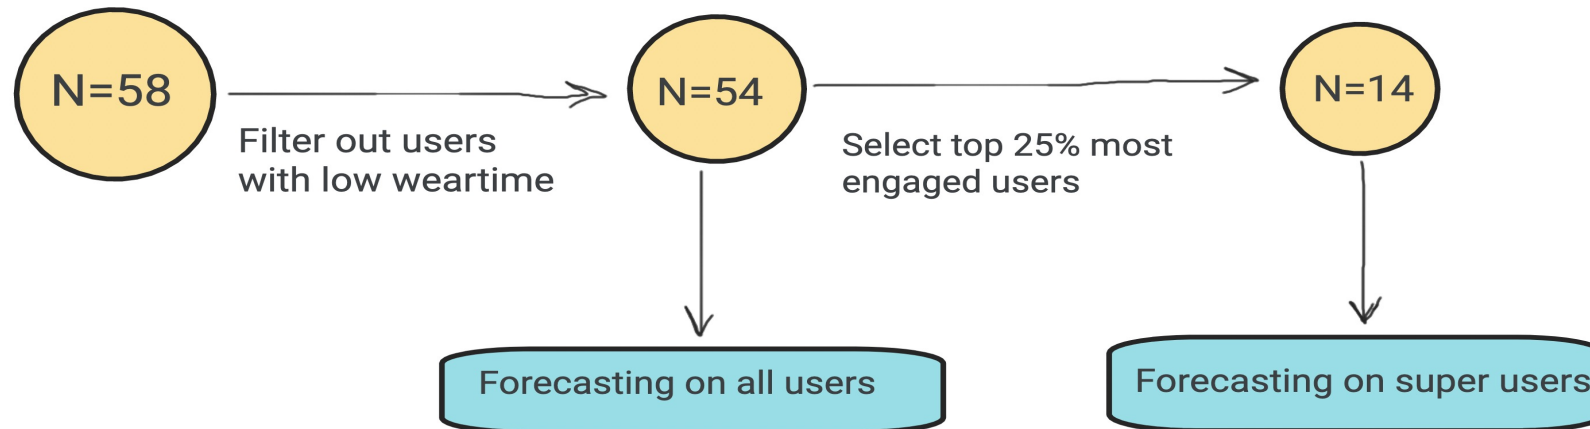 N=58
Filter out users
with low weartime
N=54
Select top 25% most
engaged users
N=14
Forecasting on all users
Forecasting on super users